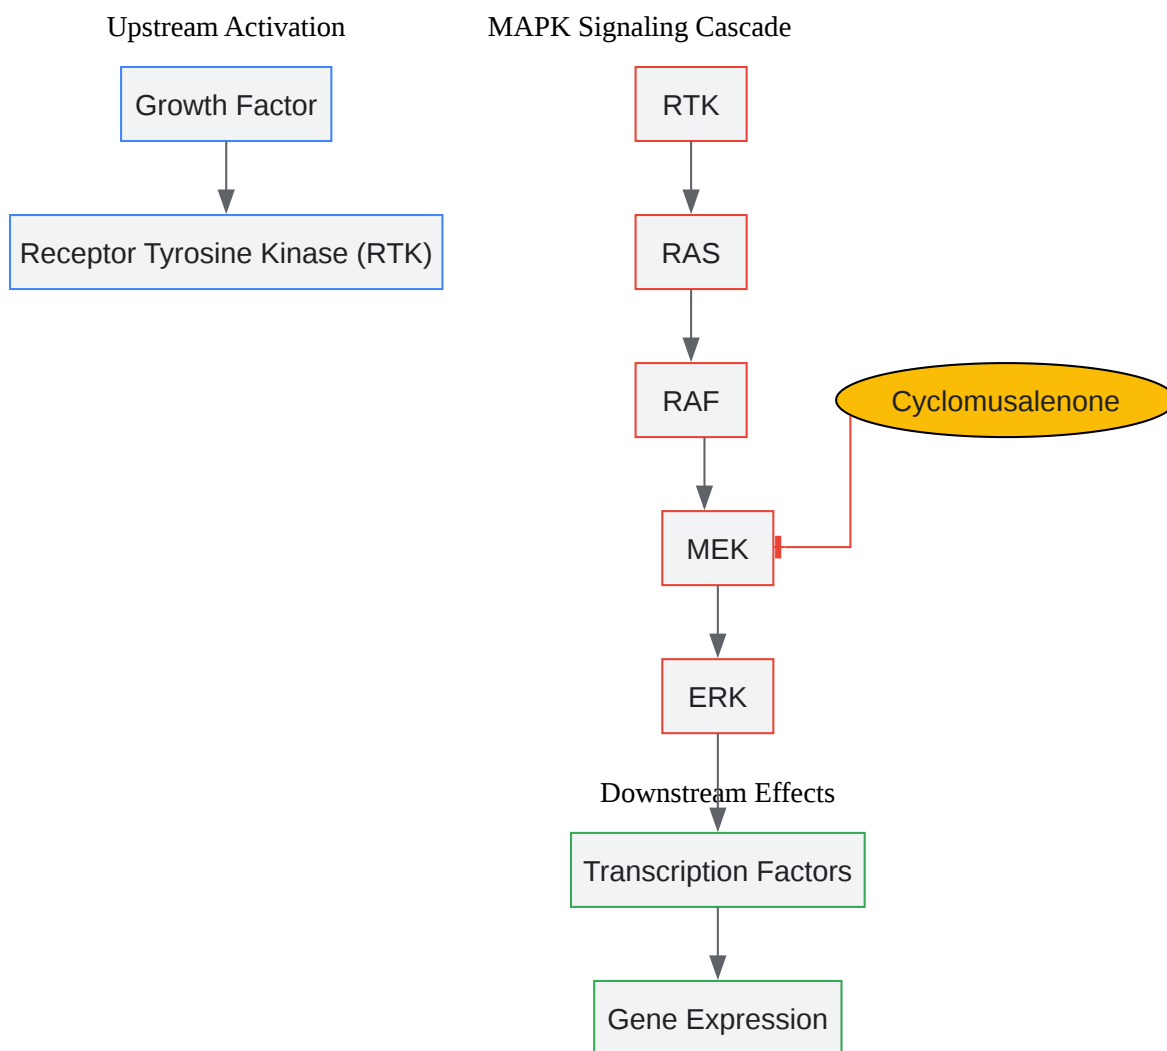 Upstream Activation
Growth Factor
Receptor Tyrosine Kinase (RTK)
MAPK Signaling Cascade
RTK
RAS
RAF
Cyclomusalenone
MEK
ERK
Downstream Effects
Transcription Factors
Gene Expression